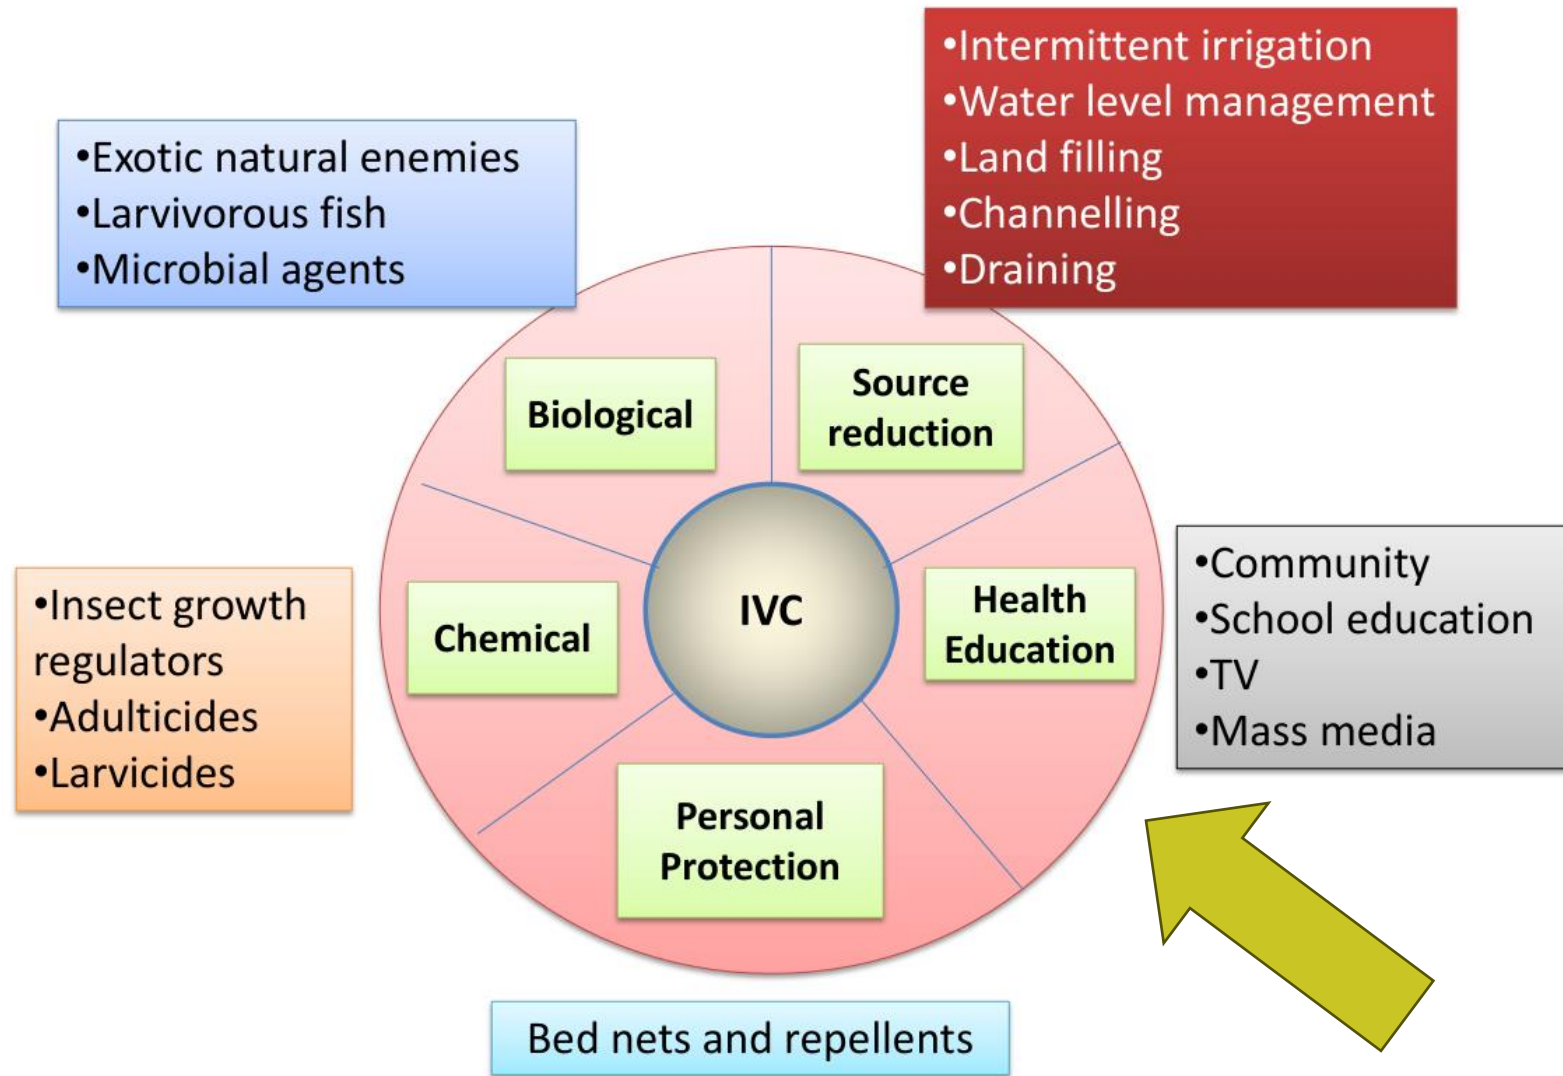 •Exotic natural enemies
•Larvivorous fish
•Microbial agents
•Intermittent irrigation
•Water level management
•Land filling
•Channelling
•Draining
Biological
Source
reduction
•Insect growth
regulators
•Adulticides
•Larvicides
Chemical
IVC
Health
Education
•Community
•School education
•TV
•Mass media
Personal
Protection
Bed nets and repellents